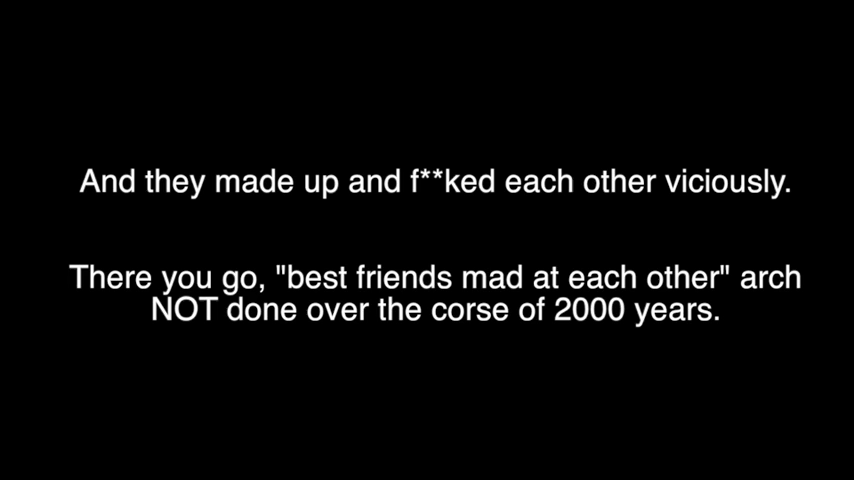 And they made up and f**ked each other viciously.
There you go, "best friends mad at each other" arch
NOT done over the corse of 2000 years.